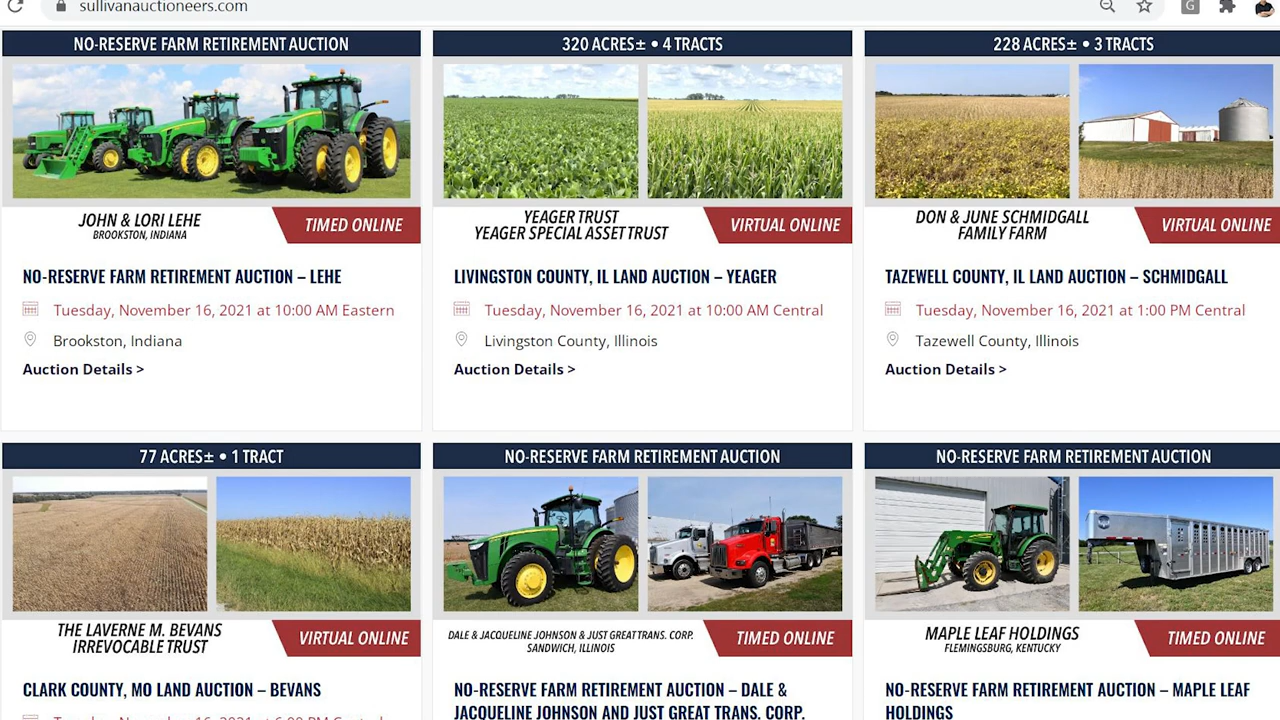 sullivanauctioneers.com
NO-RESERVE FARM RETIREMENT AUCTION
JOHN & LORI LEHE
BROOKSTON, INDIANA
TIMED ONLINE
NO-RESERVE FARM RETIREMENT AUCTION – LEHE
Tuesday, November 16, 2021 at 10:00 AM Eastern
Brookston, Indiana
Auction Details >
320 ACRES± • 4 TRACTS
YEAGER TRUST
YEAGER SPECIAL ASSET TRUST
VIRTUAL ONLINE
LIVINGSTON COUNTY, IL LAND AUCTION – YEAGER
Tuesday, November 16, 2021 at 10:00 AM Central
Livingston County, Illinois
Auction Details >
228 ACRES± • 3 TRACTS
DON & JUNE SCHMIDGALL
FAMILY FARM
VIRTUAL ONLINE
TAZEWELL COUNTY, IL LAND AUCTION – SCHMIDGALL
Tuesday, November 16, 2021 at 1:00 PM Central
Tazewell County, Illinois
Auction Details >
77 ACRES± • 1 TRACT
THE LAVERNE M. BEVANS
IRREVOCABLE TRUST
VIRTUAL ONLINE
CLARK COUNTY, MO LAND AUCTION – BEVANS
NO-RESERVE FARM RETIREMENT AUCTION
DALE & JACQUELINE JOHNSON & JUST GREAT TRANS. CORP.
SANDWICH, ILLINOIS
TIMED ONLINE
NO-RESERVE FARM RETIREMENT AUCTION – DALE &
JACQUELINE JOHNSON AND JUST GREAT TRANS. CORP.
NO-RESERVE FARM RETIREMENT AUCTION
MAPLE LEAF HOLDINGS
FLEMINGSBURG, KENTUCKY
TIMED ONLINE
NO-RESERVE FARM RETIREMENT AUCTION – MAPLE LEAF
HOLDINGS